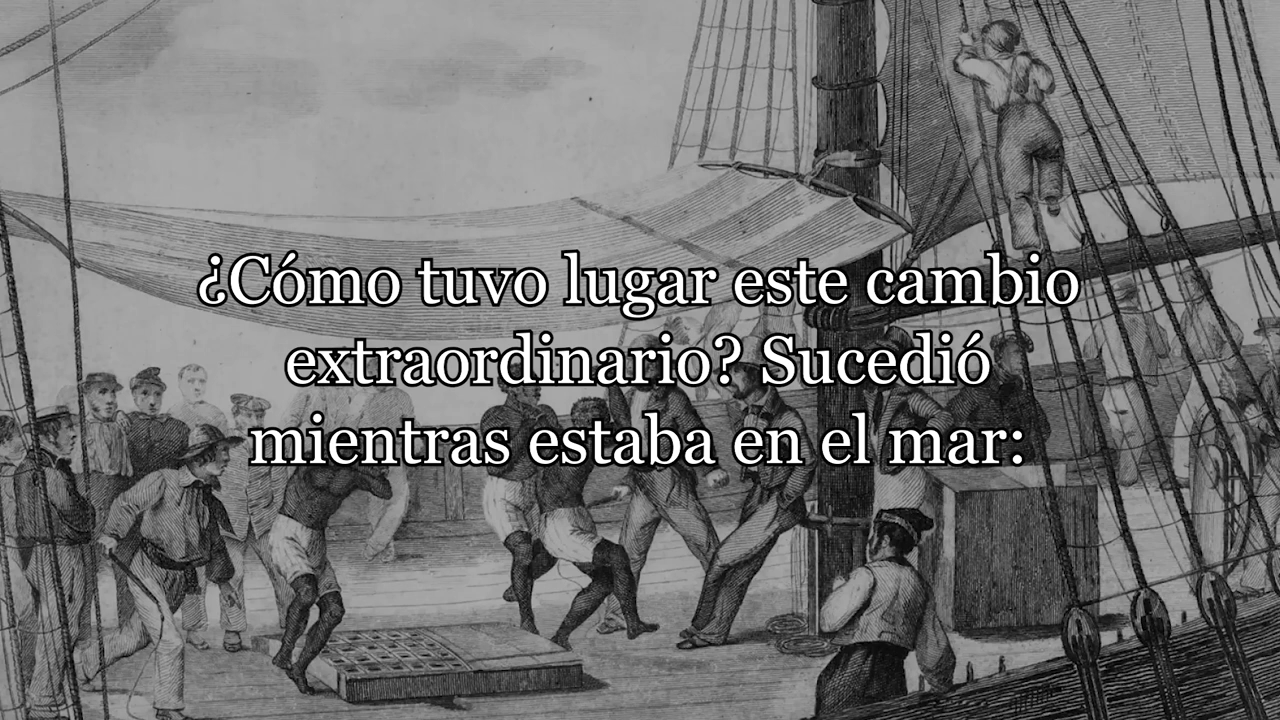 ¿Cómo tuvo lugar este cambio
extraordinario? Sucedió
mientras estaba en el mar: